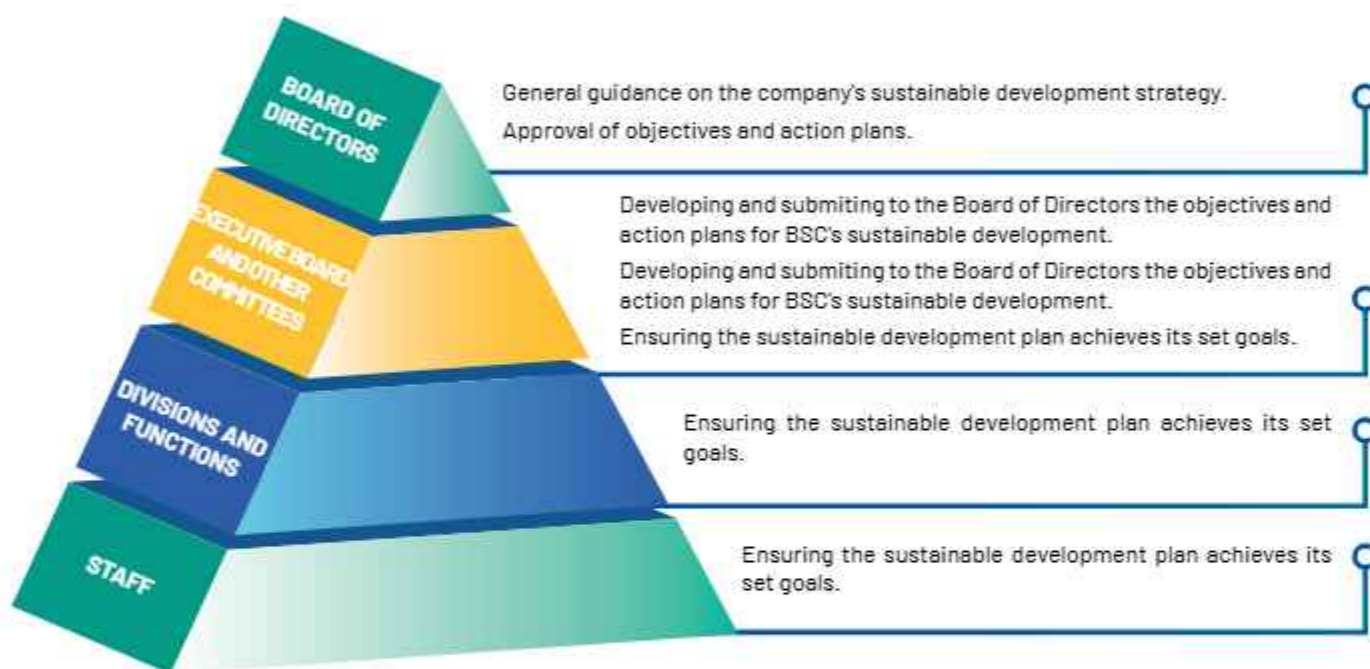 BOARD OF
DIRECTORS
General guidance on the company's sustainable development strategy.
Approval of objectives and action plans.
EXECUTIVE BOARD
AND OTHER
COMMITTEES
Developing and submiting to the Board of Directors the objectives and
action plans for BSC's sustainable development.
Developing and submiting to the Board of Directors the objectives and
action plans for BSC's sustainable development.
Ensuring the sustainable development plan achieves its set goals.
DIVISIONS AND
FUNCTIONS
Ensuring the sustainable development plan achieves its set
goals.
STAFF
Ensuring the sustainable development plan achieves its
set goals.